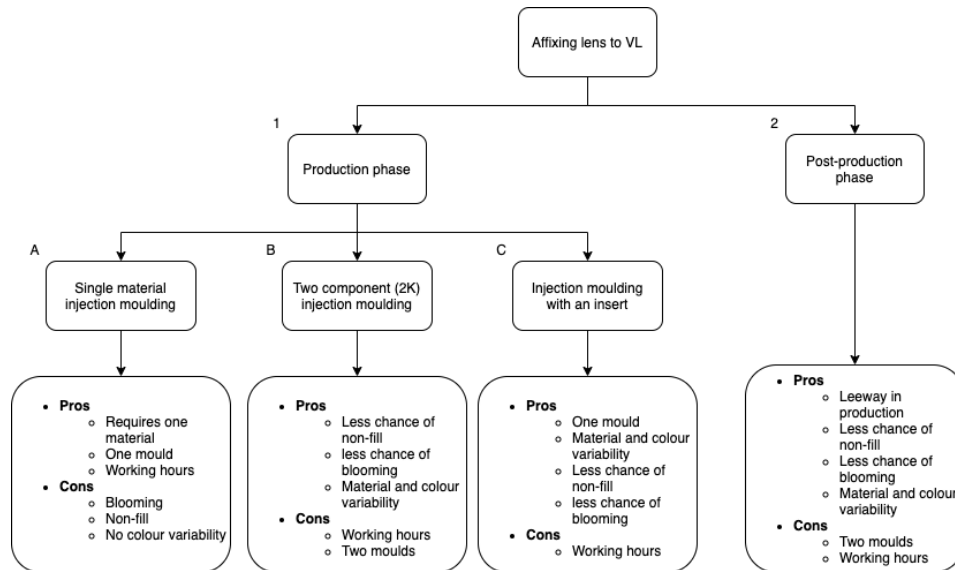 Affixing lens to VL
1
2
Production phase
Post-production
phase
A
B
C
Single material
injection moulding
Two component (2K)
injection moulding
Injection moulding
with an insert
Pros
Requires one
material
One mould
Working hours
Cons
Blooming
Non-fill
No colour variability
Pros
Less chance of
non-fill
less chance of
blooming
Material and colour
variability
Cons
Working hours
Two moulds
Pros
One mould
Material and colour
variability
Less chance of
non-fill
less chance of
blooming
Cons
Working hours
Pros
Leeway in
production
Less chance of
non-fill
Less chance of
blooming
Material and colour
variability
Cons
Two moulds
Working hours